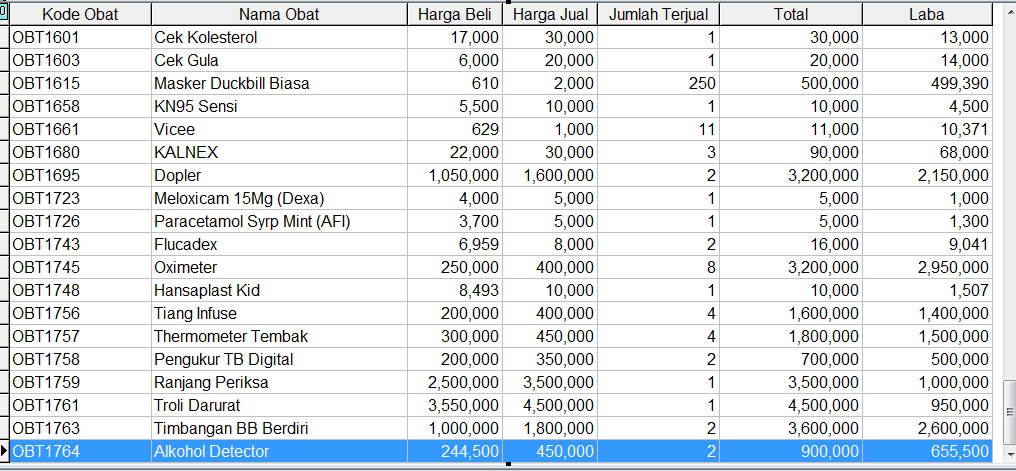 Kode Obat Nama Obat Harga Beli Harga Jual Jumlah Terjual Total Laba
OBT1601 Cek Kolesterol 17,000 30,000 1 30,000 13,000
OBT1603 Cek Gula 6,000 20,000 1 20,000 14,000
OBT1615 Masker Duckbill Biasa 610 2,000 250 500,000 499,390
OBT1658 KN95 Sensi 5,500 10,000 1 10,000 4,500
OBT1661 Vicee 629 1,000 11 11,000 10,371
OBT1680 KALNEX 22,000 30,000 3 90,000 68,000
OBT1695 Dopler 1,050,000 1,600,000 2 3,200,000 2,150,000
OBT1723 Meloxicam 15Mg (Dexa) 4,000 5,000 1 5,000 1,000
OBT1726 Paracetamol Syrp Mint (AFI) 3,700 5,000 1 5,000 1,300
OBT1743 Flucadex 6,959 8,000 2 16,000 9,041
OBT1745 Oximeter 250,000 400,000 8 3,200,000 2,950,000
OBT1748 Hansaplast Kid 8,493 10,000 1 10,000 1,507
OBT1756 Tiang Infuse 200,000 400,000 4 1,600,000 1,400,000
OBT1757 Thermometer Tembak 300,000 450,000 4 1,800,000 1,500,000
OBT1758 Pengukur TB Digital 200,000 350,000 2 700,000 500,000
OBT1759 Ranjang Periksa 2,500,000 3,500,000 1 3,500,000 1,000,000
OBT1761 Troli Darurat 3,550,000 4,500,000 1 4,500,000 950,000
OBT1763 Timbangan BB Berdiri 1,000,000 1,800,000 2 3,600,000 2,600,000
OBT1764 Alkohol Detector 244,500 450,000 2 900,000 655,500